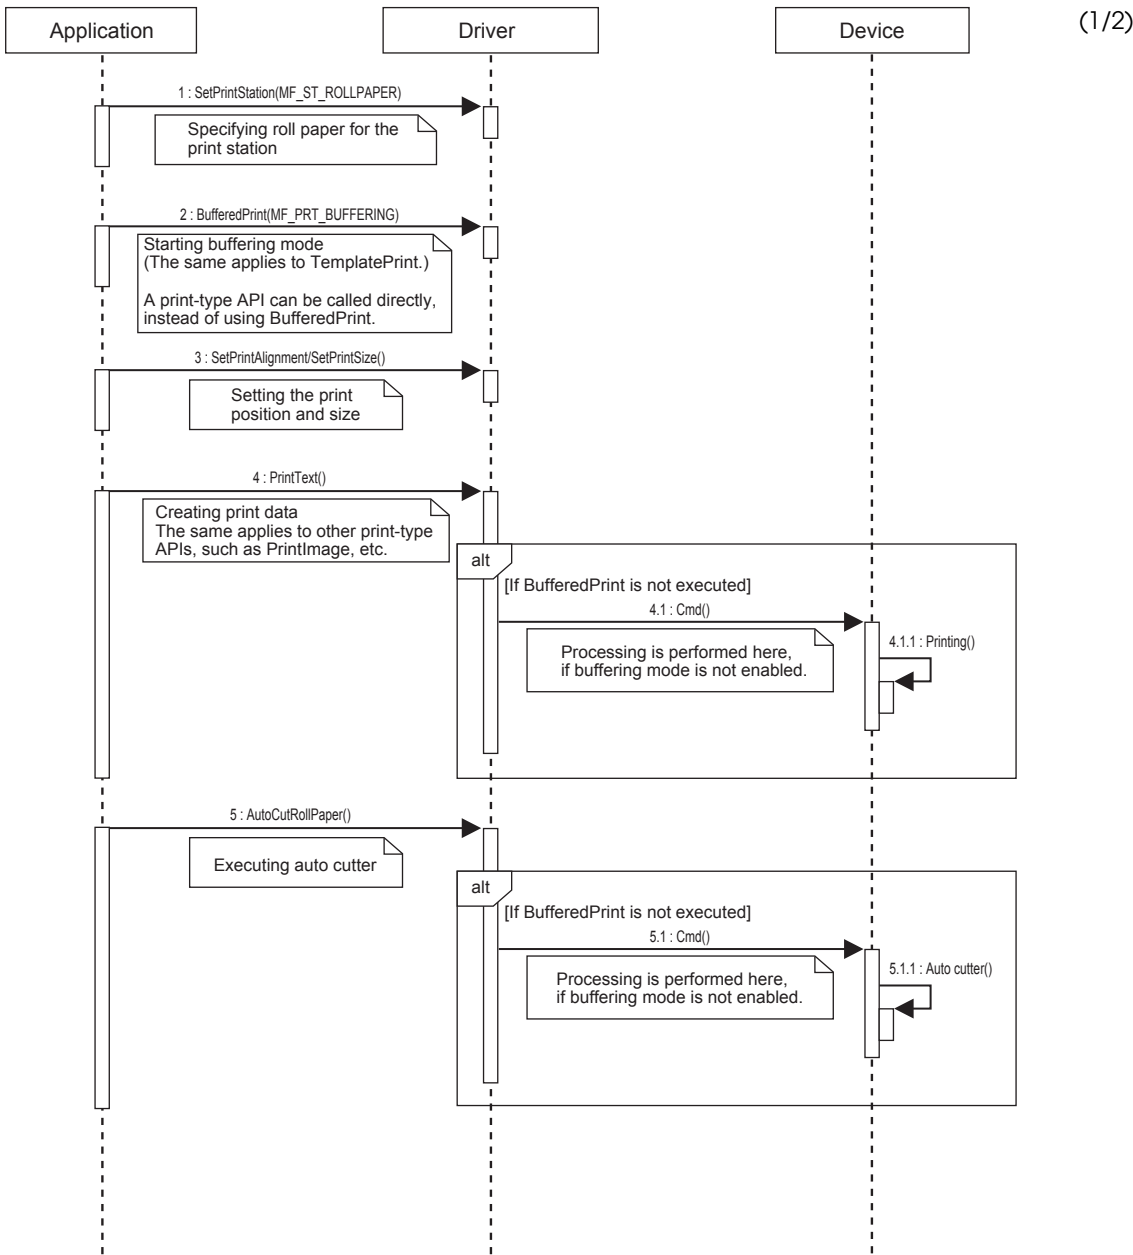 Application
Driver
Device
(1/2)
1 : SetPrintStation(MF_ST_ROLLPAPER)
Specifying roll paper for the
print station
2 : BufferedPrint(MF_PRT_BUFFERING)
Starting buffering mode
(The same applies to TemplatePrint.)
A print-type API can be called directly,
instead of using BufferedPrint.
3 : SetPrintAlignment/SetPrintSize()
Setting the print
position and size
4 : PrintText()
Creating print data
The same applies to other print-type
APIs, such as PrintImage, etc.
alt
[If BufferedPrint is not executed]
4.1 : Cmd()
Processing is performed here,
if buffering mode is not enabled.
4.1.1 : Printing()
5 : AutoCutRollPaper()
Executing auto cutter
alt
[If BufferedPrint is not executed]
5.1 : Cmd()
Processing is performed here,
if buffering mode is not enabled.
5.1.1 : Auto cutter()